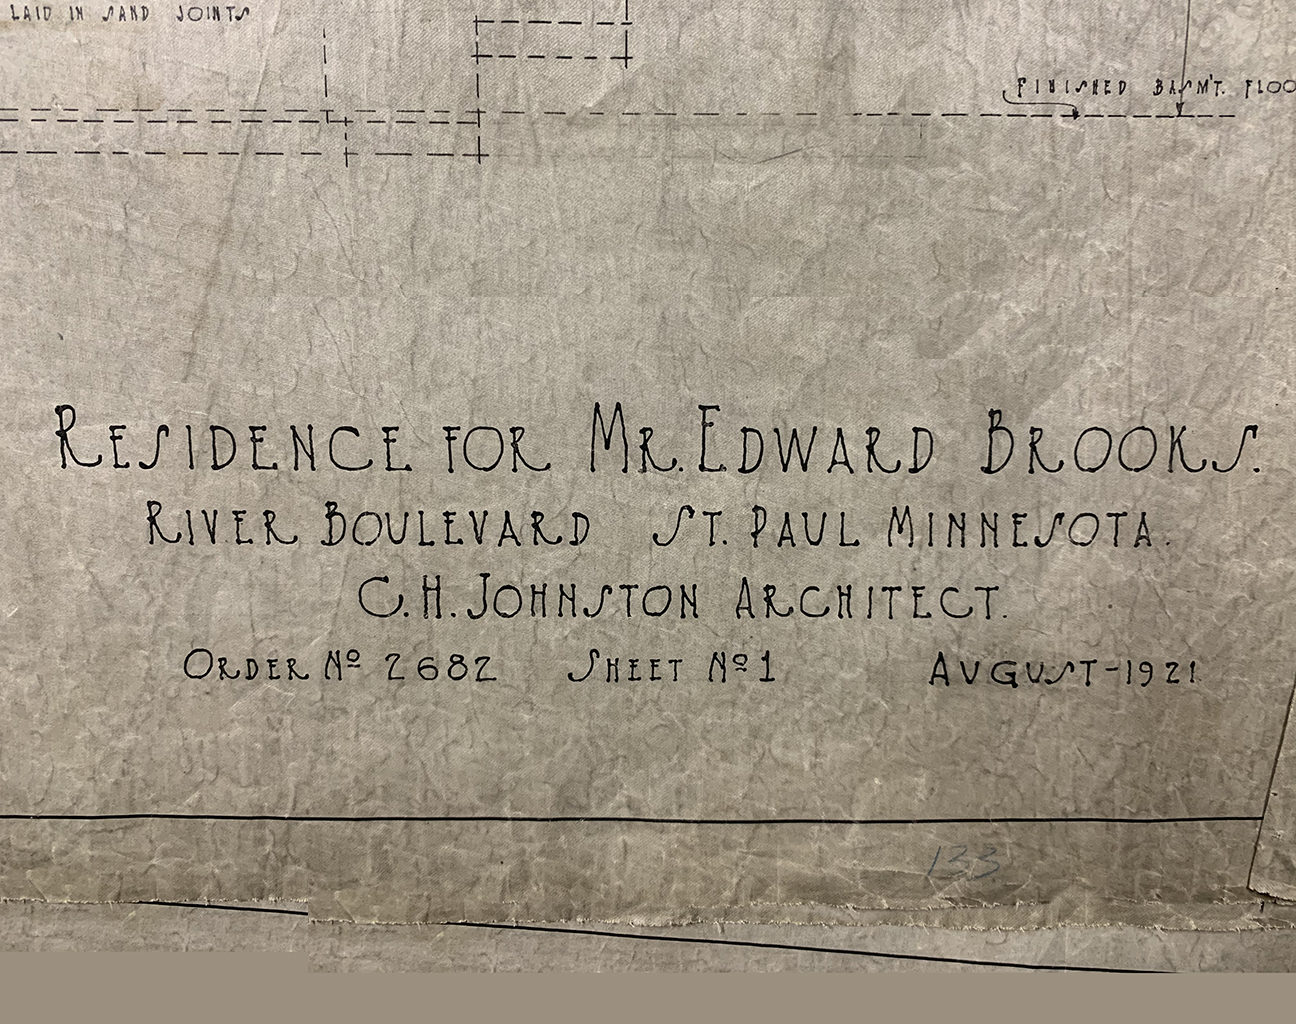 LAID IN SAND JOINTS
FINISHED BASM'T. FLOO
RESIDENCE FOR MR. EDWARD BROOKS.
RIVER BOULEVARD ST. PAUL MINNESOTA.
C. H. JOHNSTON ARCHITECT.
ORDER Nº 2682 SHEET Nº 1 AUGUST-1921
133